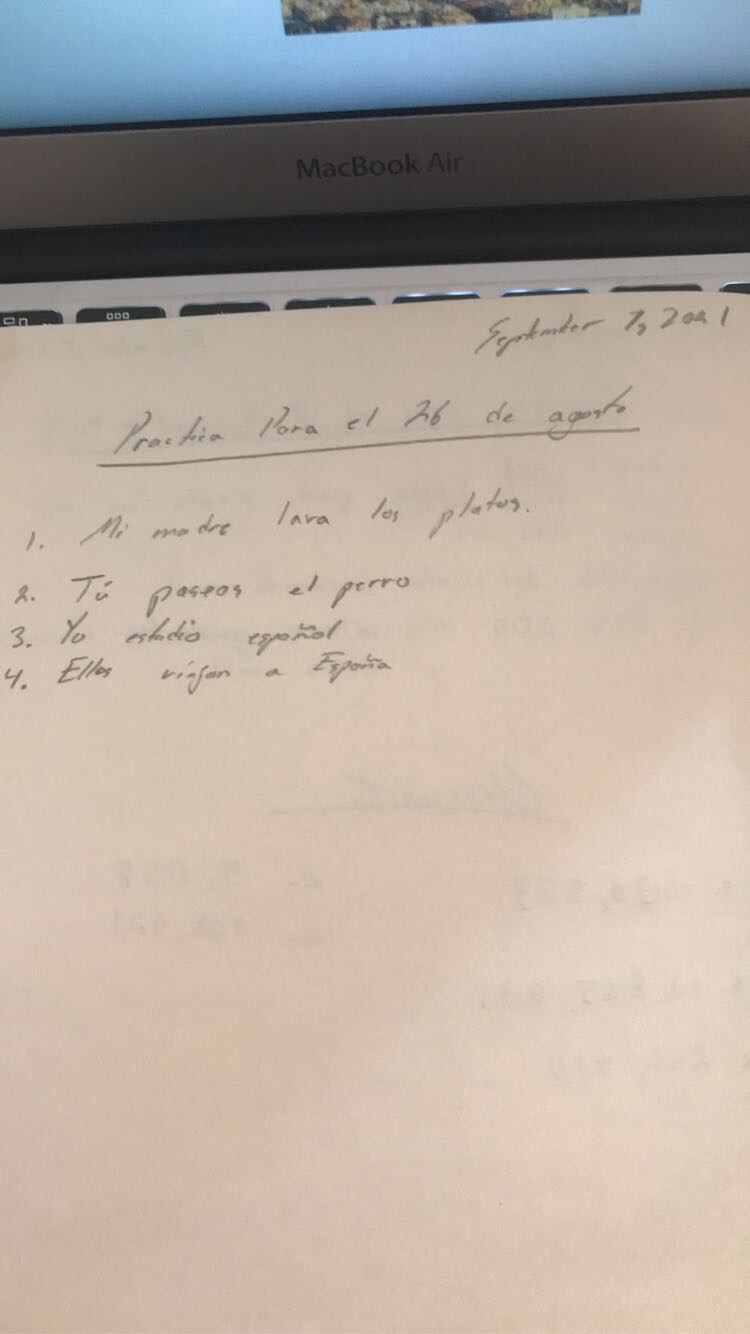 MacBook Air
September 7, 2021
Practica Para el 26 de agosto
1. Mi madre lava los platos.
2. Tú paseas el perro
3. Yo estudio español
4. Ellos viajan a España